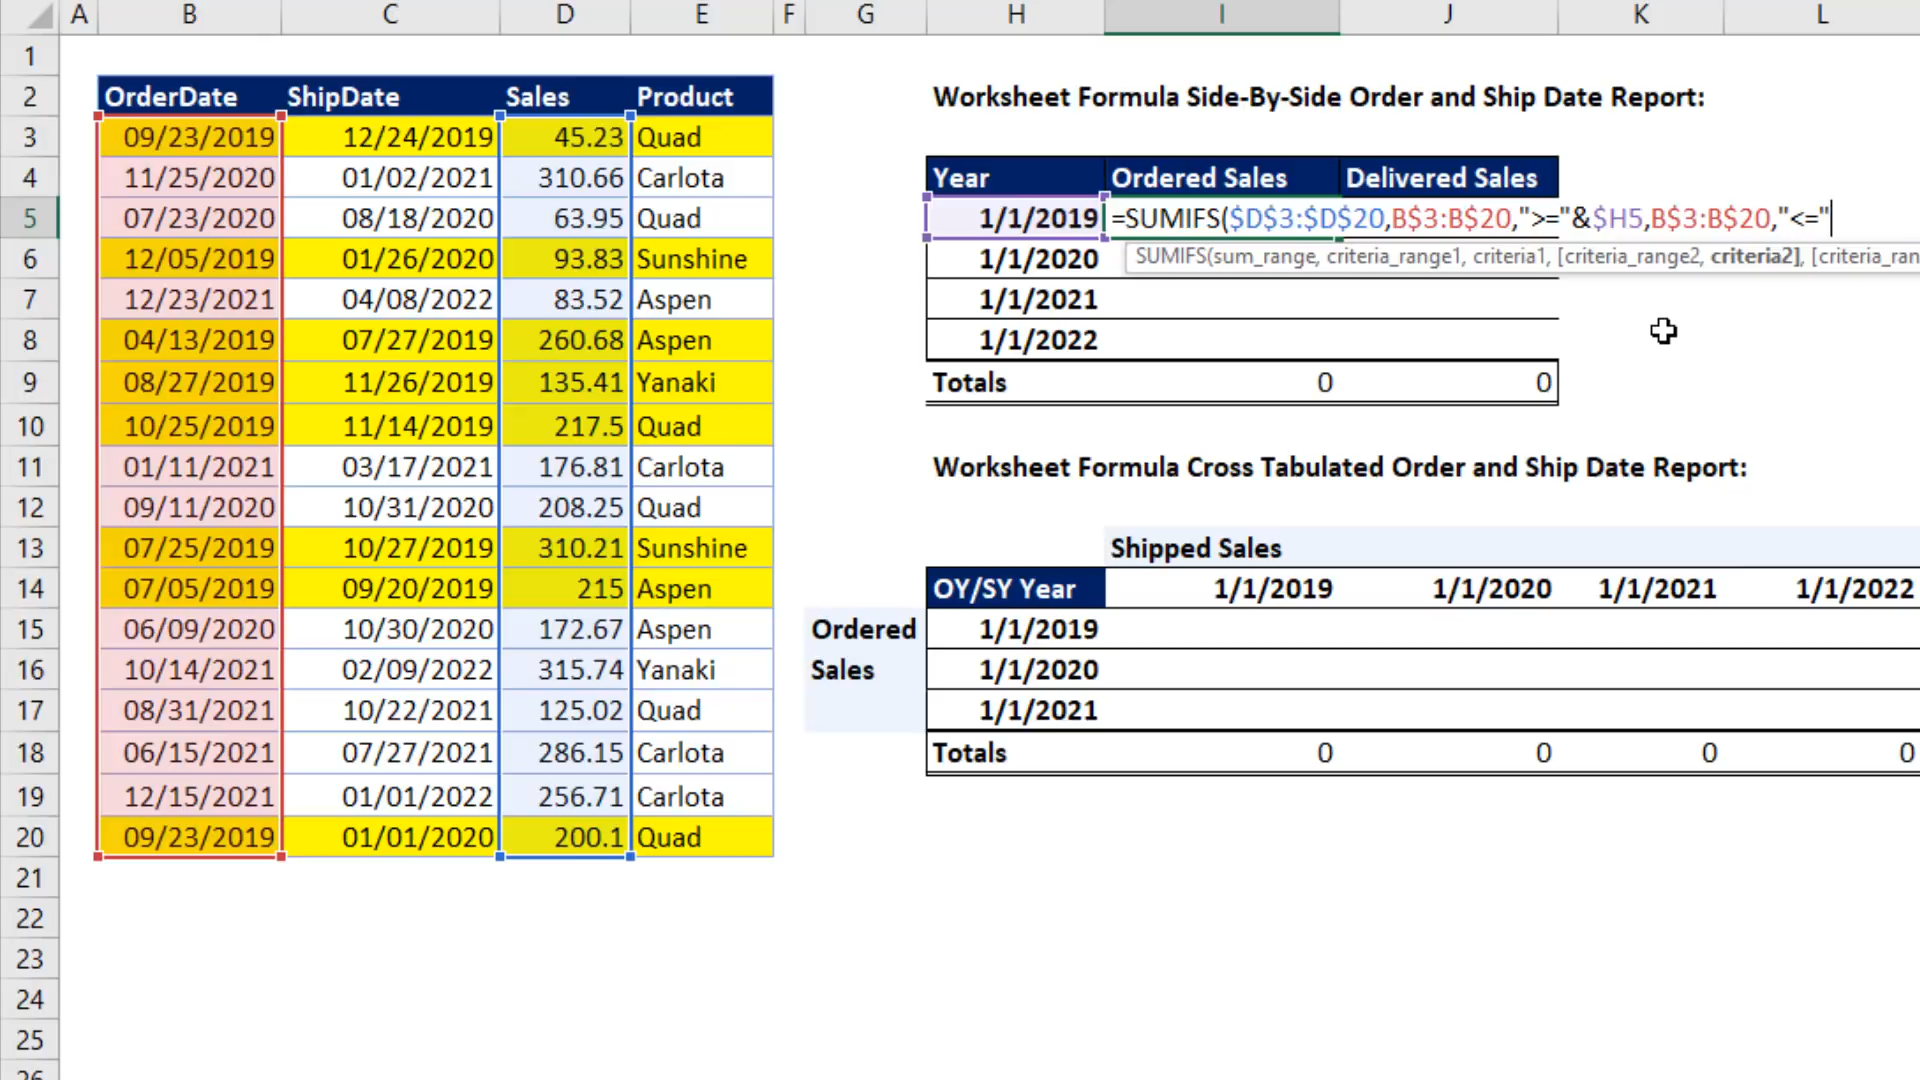 A B C D E F G H I J K L
1
2 OrderDate ShipDate Sales Product Worksheet Formula Side-By-Side Order and Ship Date Report:
3 09/23/2019 12/24/2019 45.23 Quad
4 11/25/2020 01/02/2021 310.66 Carlota Year Ordered Sales Delivered Sales
5 07/23/2020 08/18/2020 63.95 Quad 1/1/2019 =SUMIFS($D$3:$D$20,B$3:B$20,">="&$H5,B$3:B$20,"<="
6 12/05/2019 01/26/2020 93.83 Sunshine 1/1/2020 SUMIFS(sum_range, criteria_range1, criteria1, [criteria_range2, criteria2], [criteria_ran
7 12/23/2021 04/08/2022 83.52 Aspen 1/1/2021
8 04/13/2019 07/27/2019 260.68 Aspen 1/1/2022
9 08/27/2019 11/26/2019 135.41 Yanaki Totals 0 0
10 10/25/2019 11/14/2019 217.5 Quad
11 01/11/2021 03/17/2021 176.81 Carlota Worksheet Formula Cross Tabulated Order and Ship Date Report:
12 09/11/2020 10/31/2020 208.25 Quad
13 07/25/2019 10/27/2019 310.21 Sunshine Shipped Sales
14 07/05/2019 09/20/2019 215 Aspen OY/SY Year 1/1/2019 1/1/2020 1/1/2021 1/1/2022
15 06/09/2020 10/30/2020 172.67 Aspen Ordered 1/1/2019
16 10/14/2021 02/09/2022 315.74 Yanaki Sales 1/1/2020
17 08/31/2021 10/22/2021 125.02 Quad 1/1/2021
18 06/15/2021 07/27/2021 286.15 Carlota Totals 0 0 0 0
19 12/15/2021 01/01/2022 256.71 Carlota
20 09/23/2019 01/01/2020 200.1 Quad
21
22
23
24
25
26